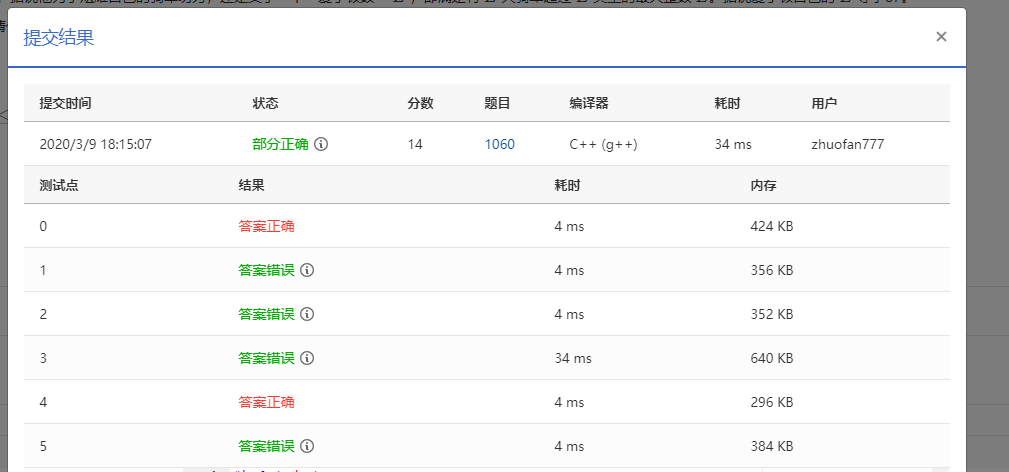 提交结果 ×
提交时间 状态 分数 题目 编译器 耗时 用户
2020/3/9 18:15:07 部分正确 14 1060 C++ (g++) 34 ms zhuofan777
测试点 结果 耗时 内存
0 答案正确 4 ms 424 KB
1 答案错误 4 ms 356 KB
2 答案错误 4 ms 352 KB
3 答案错误 34 ms 640 KB
4 答案正确 4 ms 296 KB
5 答案错误 4 ms 384 KB